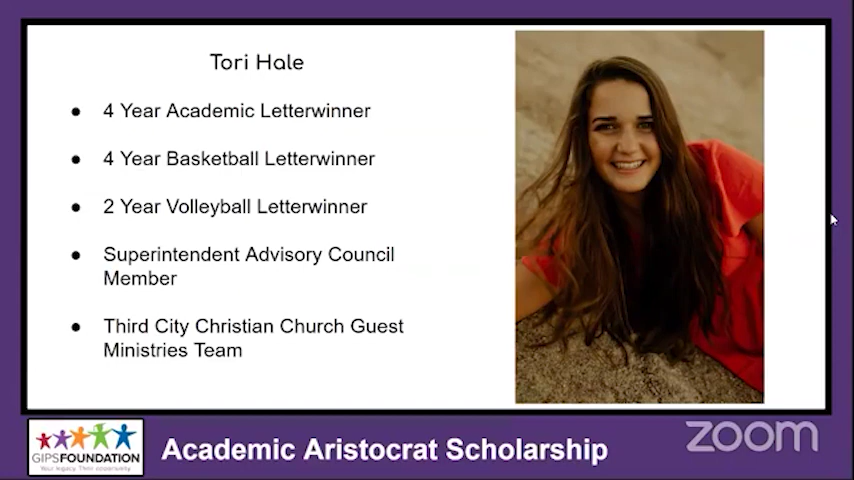 Tori Hale
● 4 Year Academic Letterwinner
● 4 Year Basketball Letterwinner
● 2 Year Volleyball Letterwinner
● Superintendent Advisory Council
Member
● Third City Christian Church Guest
Ministries Team
GIPSFOUNDATION
Your legacy. Their opportunity.
Academic Aristocrat Scholarship
zoom